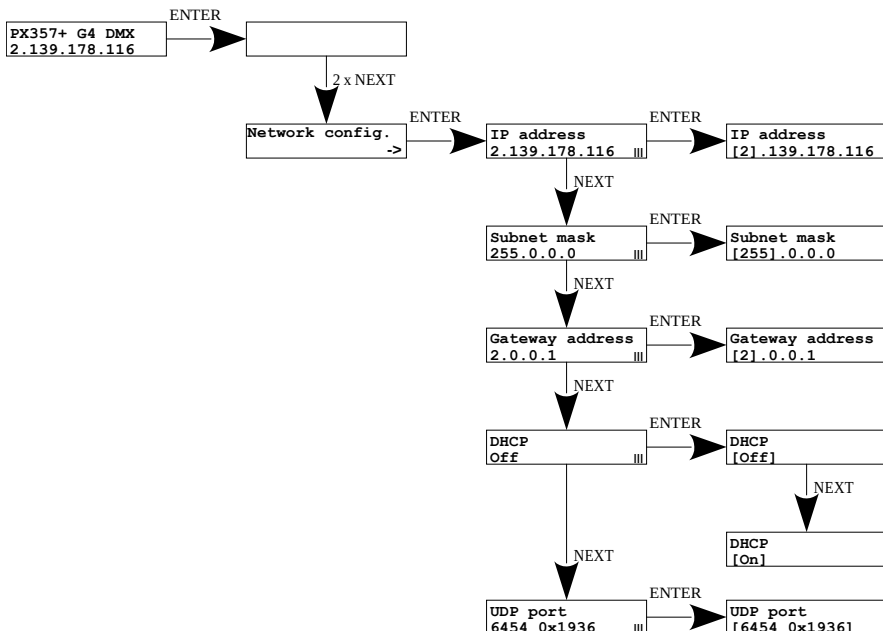 ENTER
PX357+ G4 DMX
2.139.178.116
2 x NEXT
Network config.
->
ENTER
IP address
2.139.178.116
ENTER
IP address
[2].139.178.116
NEXT
Subnet mask
255.0.0.0
ENTER
Subnet mask
[255].0.0.0
NEXT
Gateway address
2.0.0.1
ENTER
Gateway address
[2].0.0.1
NEXT
DHCP
Off
ENTER
DHCP
[Off]
NEXT
DHCP
[On]
NEXT
UDP port
6454 0x1936
ENTER
UDP port
[6454 0x1936]